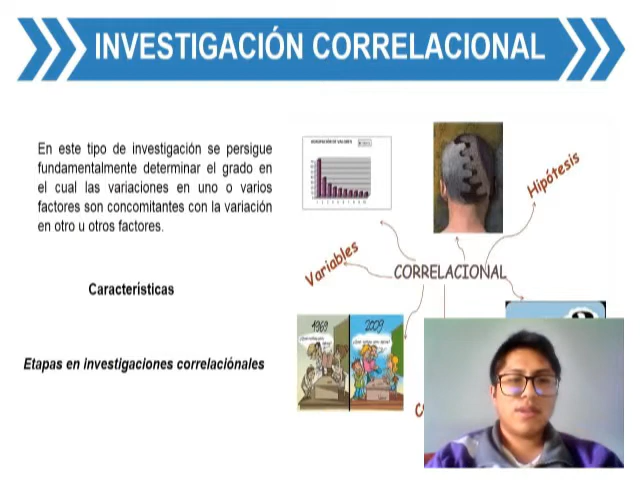 INVESTIGACIÓN CORRELACIONAL
En este tipo de investigación se persigue
fundamentalmente determinar el grado en
el cual las variaciones en uno o varios
factores son concomitantes con la variación
en otro u otros factores.
Características
Etapas en investigaciones correlaciónales
Hipótesis
Variables
CORRELACIONAL
1969
2009